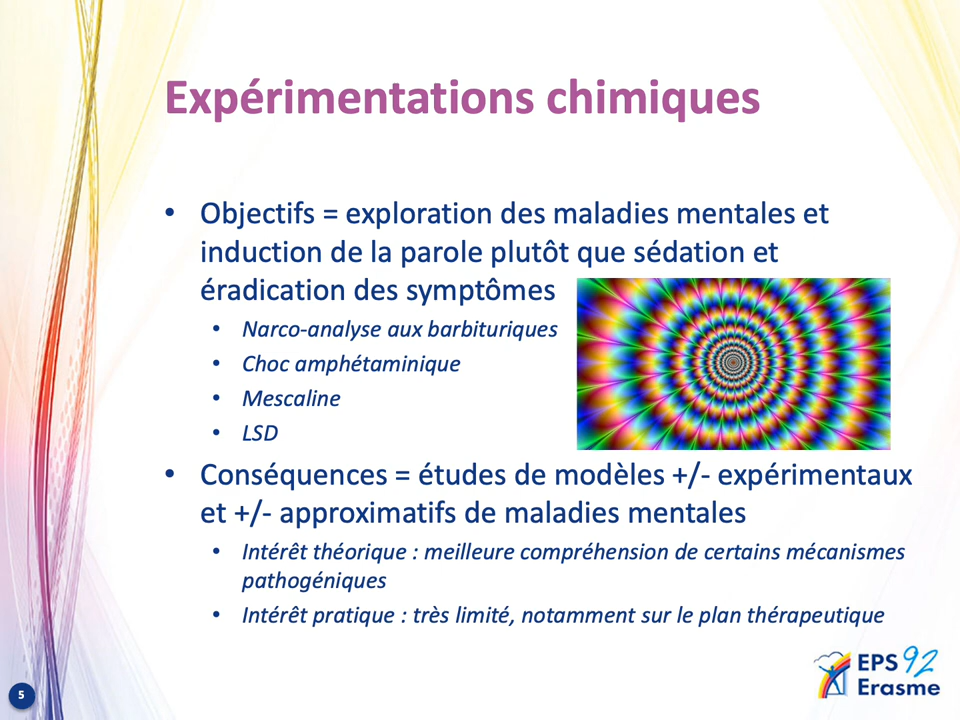 Expérimentations chimiques
• Objectifs = exploration des maladies mentales et
induction de la parole plutôt que sédation et
éradication des symptômes
• Narco-analyse aux barbituriques
• Choc amphétaminique
• Mescaline
• LSD
• Conséquences = études de modèles +/- expérimentaux
et +/- approximatifs de maladies mentales
• Intérêt théorique : meilleure compréhension de certains mécanismes
pathogéniques
• Intérêt pratique : très limité, notamment sur le plan thérapeutique
5
EPS 92
Erasme